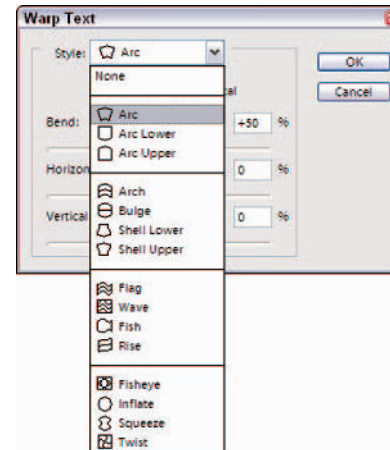 Warp Text
Style: Arc
OK
None
al
Cancel
Arc
Bend: +50 %
Arc Lower
Arc Upper
Horizon 0 %
Arch
Bulge
Vertical 0 %
Shell Lower
Shell Upper
Flag
Wave
Fish
Rise
Fisheye
Inflate
Squeeze
Twist